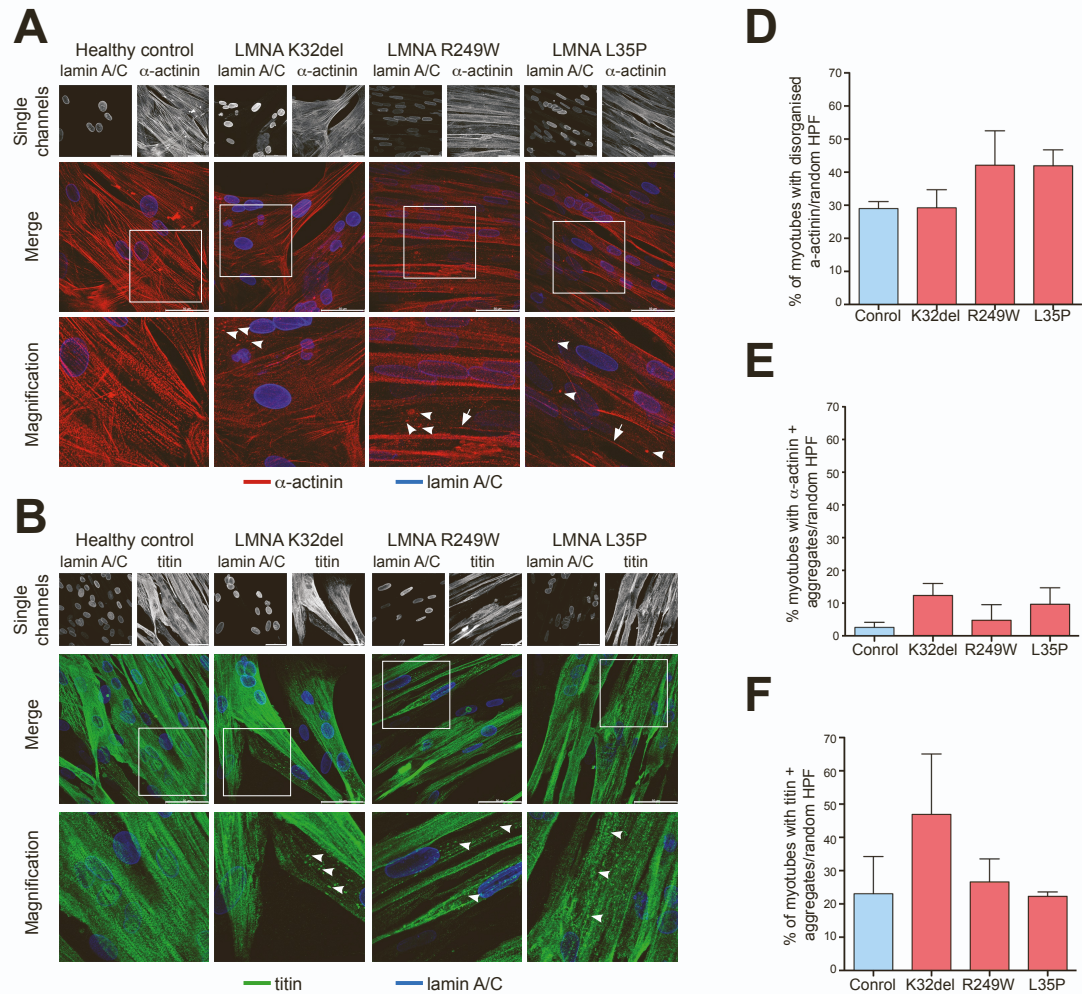 A
Healthy control LMNA K32del LMNA R249W LMNA L35P
lamin A/C α-actinin lamin A/C α-actinin lamin A/C α-actinin lamin A/C α-actinin
Single
channels
Merge
Magnification
α-actinin lamin A/C
B
Healthy control LMNA K32del LMNA R249W LMNA L35P
lamin A/C titin lamin A/C titin lamin A/C titin lamin A/C titin
Single
channels
Merge
Magnification
titin lamin A/C
D
% of myotubes with disorganised
a-actinin/random HPF
70
60
50
40
30
20
10
0
Conrol K32del R249W L35P
E
% myotubes with α-actinin +
aggregates/random HPF
70
60
50
40
30
20
10
0
Conrol K32del R249W L35P
F
% of myotubes with titin +
aggregates/random HPF
70
60
50
40
30
20
10
0
Conrol K32del R249W L35P